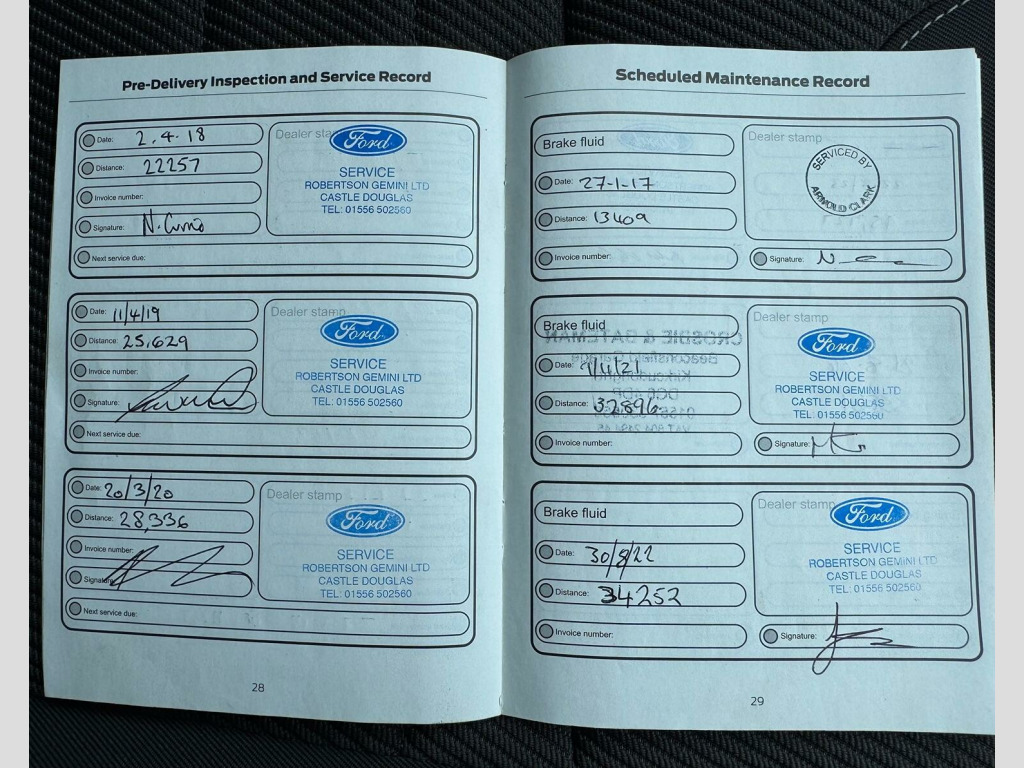 Pre-Delivery Inspection and Service Record
Date: 2.4.18
Distance: 22257
Invoice number:
Signature:
Next service due:
Dealer stamp
Ford
SERVICE
ROBERTSON GEMINI LTD
CASTLE DOUGLAS
TEL: 01556 502560
Date: 11/4/19
Distance: 25,629
Invoice number:
Signature:
Next service due:
Dealer stamp
Ford
SERVICE
ROBERTSON GEMINI LTD
CASTLE DOUGLAS
TEL: 01556 502560
Date: 20/3/20
Distance: 28,336
Invoice number:
Signature:
Next service due:
Dealer stamp
Ford
SERVICE
ROBERTSON GEMINI LTD
CASTLE DOUGLAS
TEL: 01556 502560
28
Scheduled Maintenance Record
Brake fluid
Date: 27-1-17
Distance: 13409
Invoice number:
Dealer stamp
SERVICED BY
ARNOLD CLARK
Signature:
Brake fluid
Date:
Distance: 32896
Invoice number:
Dealer stamp
Ford
SERVICE
ROBERTSON GEMINI LTD
CASTLE DOUGLAS
TEL: 01556 502560
Signature:
Brake fluid
Date: 30/8/22
Distance: 34252
Invoice number:
Dealer stamp
Ford
SERVICE
ROBERTSON GEMINI LTD
CASTLE DOUGLAS
TEL: 01556 502560
Signature:
29